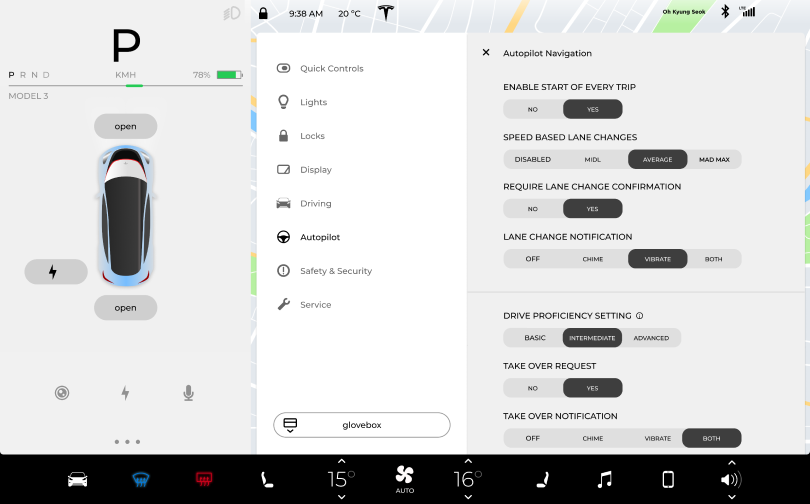 9:38 AM 20 °C
Oh Kyung Seok
LTE
P
P R N D KMH 78%
MODEL 3
open
open
Quick Controls
Lights
Locks
Display
Driving
Autopilot
Safety & Security
Service
glovebox
Autopilot Navigation
ENABLE START OF EVERY TRIP
NO YES
SPEED BASED LANE CHANGES
DISABLED MIDL AVERAGE MAD MAX
REQUIRE LANE CHANGE CONFIRMATION
NO YES
LANE CHANGE NOTIFICATION
OFF CHIME VIBRATE BOTH
DRIVE PROFICIENCY SETTING
BASIC INTERMEDIATE ADVANCED
TAKE OVER REQUEST
NO YES
TAKE OVER NOTIFICATION
OFF CHIME VIBRATE BOTH
15° AUTO 16°